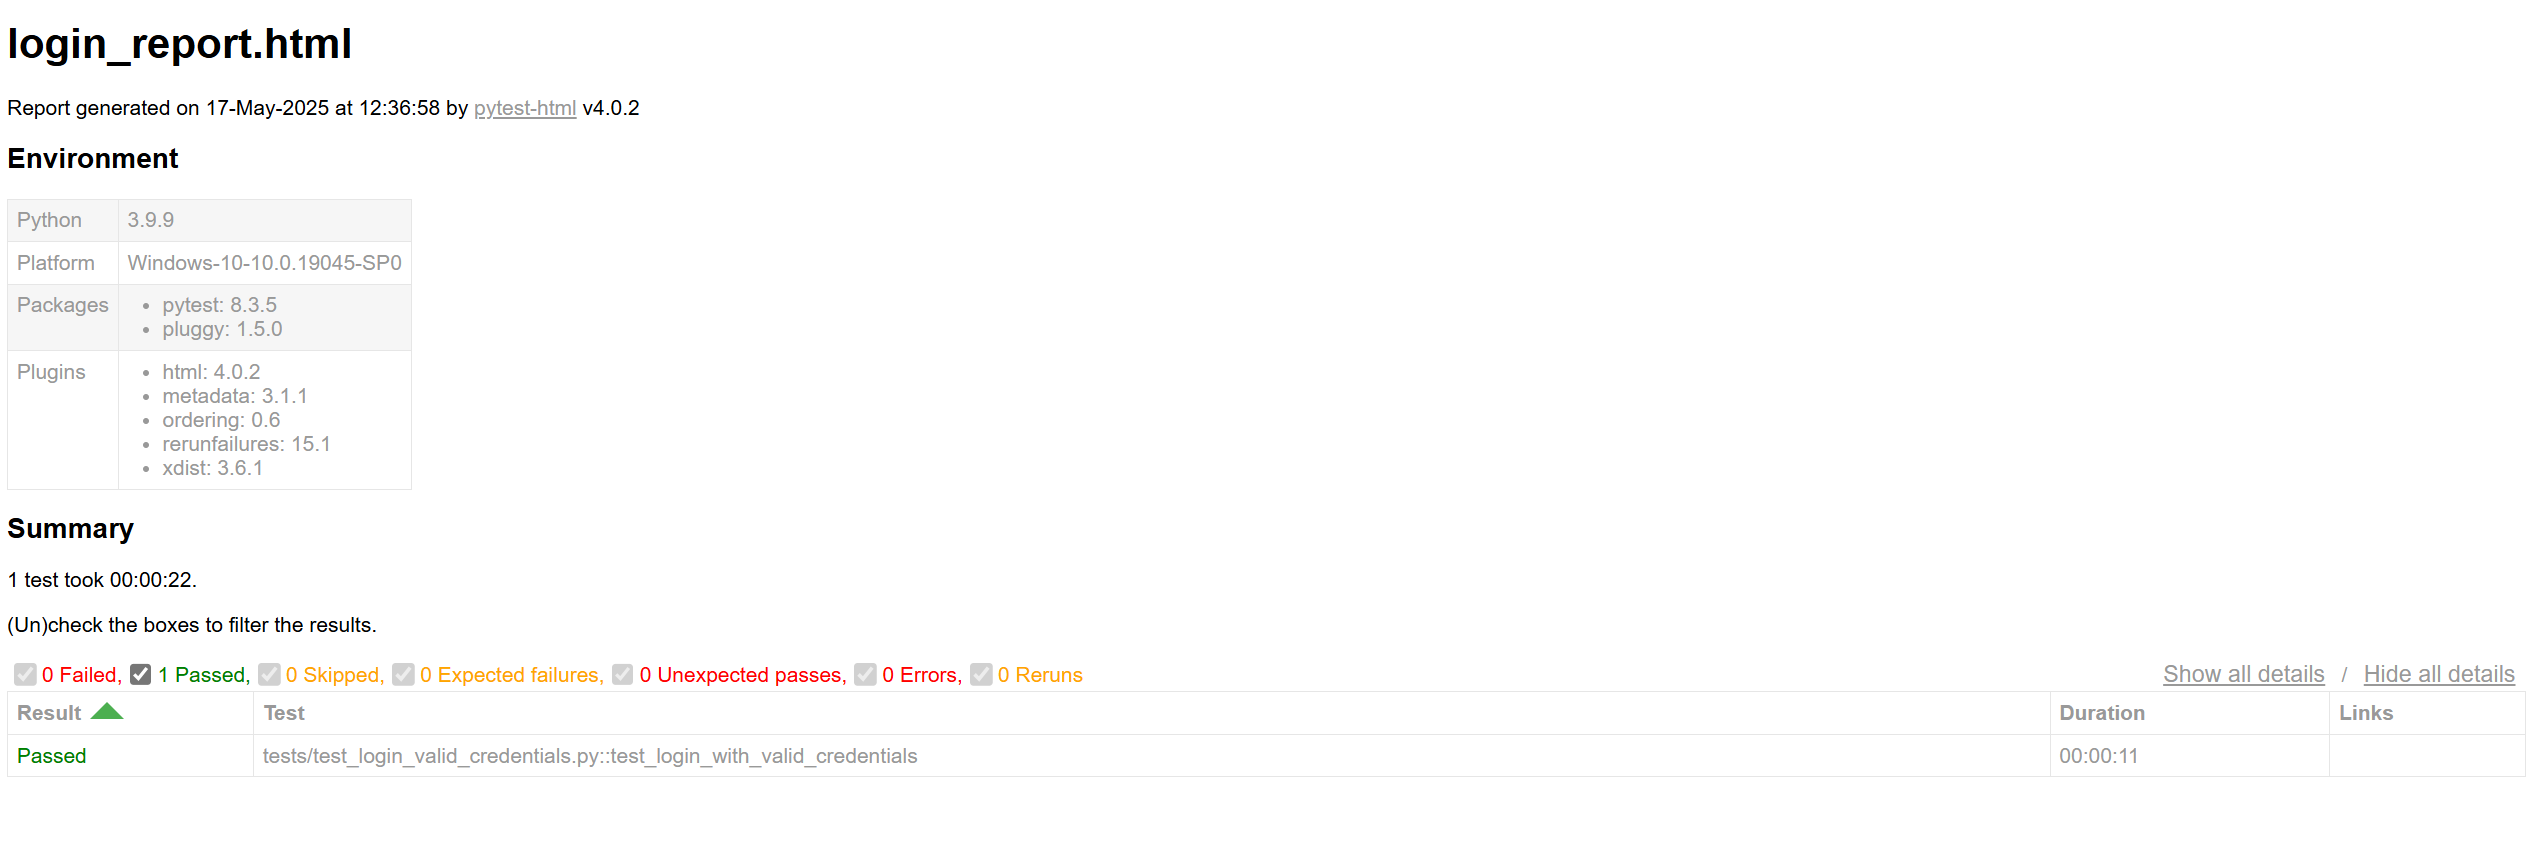 login_report.html
Report generated on 17-May-2025 at 12:36:58 by pytest-html v4.0.2
Environment
Python 3.9.9
Platform Windows-10-10.0.19045-SP0
Packages
• pytest: 8.3.5
• pluggy: 1.5.0
Plugins
• html: 4.0.2
• metadata: 3.1.1
• ordering: 0.6
• rerunfailures: 15.1
• xdist: 3.6.1
Summary
1 test took 00:00:22.
(Un)check the boxes to filter the results.
0 Failed, 1 Passed, 0 Skipped, 0 Expected failures, 0 Unexpected passes, 0 Errors, 0 Reruns Show all details / Hide all details
Result Test Duration Links
Passed tests/test_login_valid_credentials.py::test_login_with_valid_credentials 00:00:11